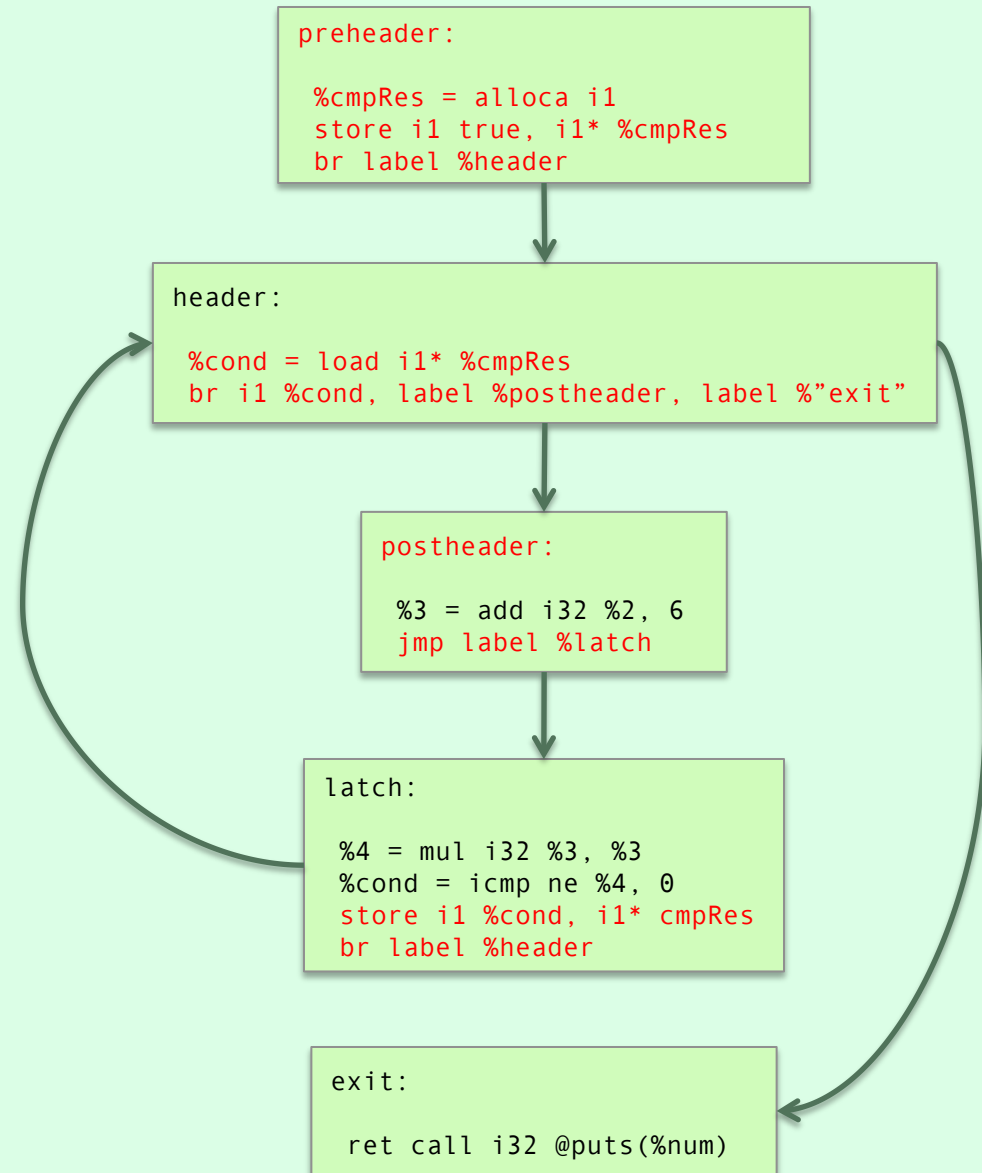 preheader:
%cmpRes = alloca i1
store i1 true, i1* %cmpRes
br label %header
header:
%cond = load i1* %cmpRes
br i1 %cond, label %postheader, label %”exit”
postheader:
%3 = add i32 %2, 6
jmp label %latch
latch:
%4 = mul i32 %3, %3
%cond = icmp ne %4, 0
store i1 %cond, i1* cmpRes
br label %header
exit:
ret call i32 @puts(%num)